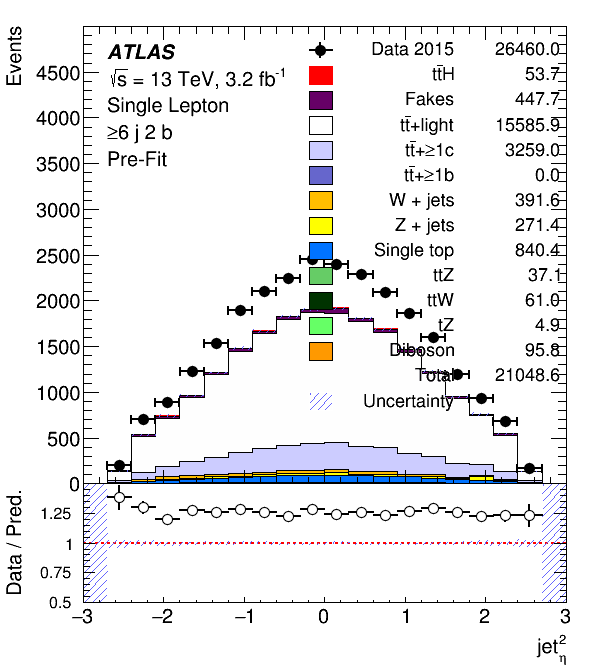 Events
ATLAS
√s = 13 TeV, 3.2 fb⁻¹
Single Lepton
≥6 j 2 b
Pre-Fit
Data 2015 26460.0
tt̄H 53.7
Fakes 447.7
tt̄+light 15585.9
tt̄+≥1c 3259.0
tt̄+≥1b 0.0
W + jets 391.6
Z + jets 271.4
Single top 840.4
ttZ 37.1
ttW 61.0
tZ 4.9
Diboson 95.8
Total 21048.6
Uncertainty
4500
4000
3500
3000
2500
2000
1500
1000
500
0
Data / Pred.
1.25
1
0.75
0.5
−3 −2 −1 0 1 2 3
jet²η